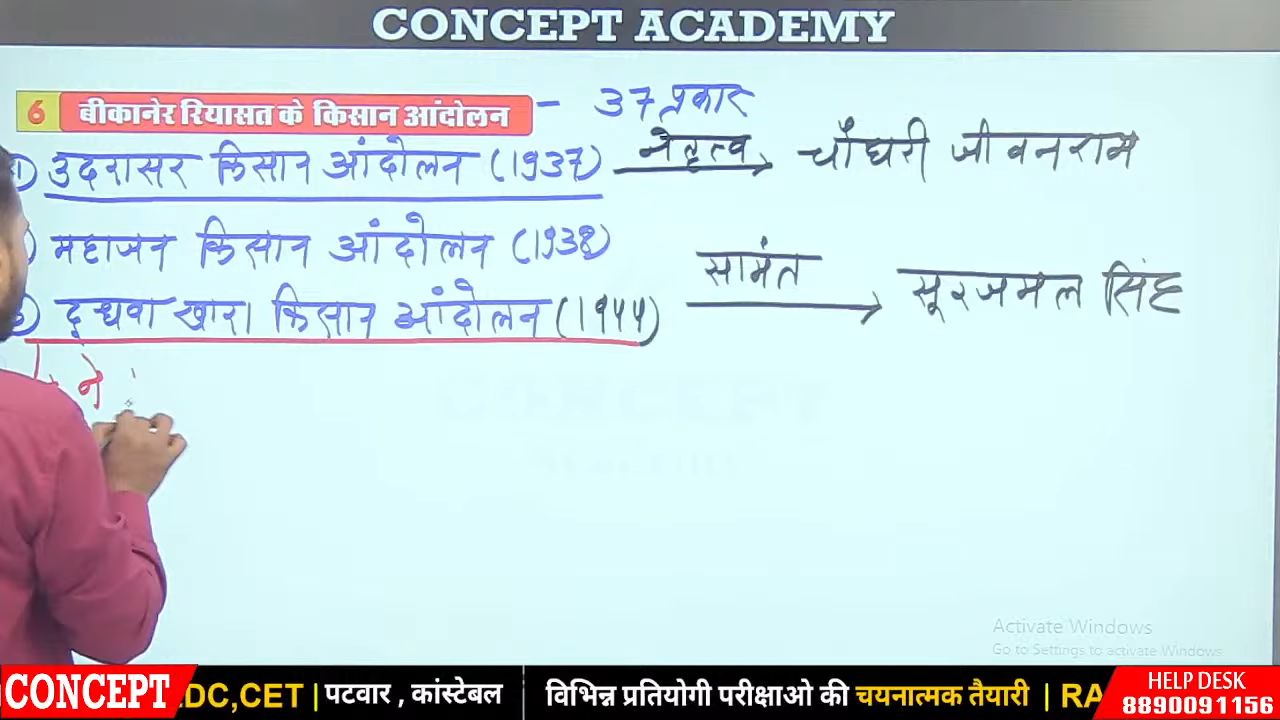 CONCEPT ACADEMY
6 बीकानेर रियासत के किसान आंदोलन - 37 प्रकार
1) उदरासर किसान आंदोलन (1937) नेतृत्व → चौधरी जीवनराम
) महाजन किसान आंदोलन (1938)
दूधवा खारा किसान आंदोलन (1944) सामंत → सूरजमल सिंह
ने
Activate Windows
Go to Settings to activate Windows
CONCEPT DC,CET | पटवार , कांस्टेबल विभिन्न प्रतियोगी परीक्षाओ की चयनात्मक तैयारी | RA HELP DESK
8890091156